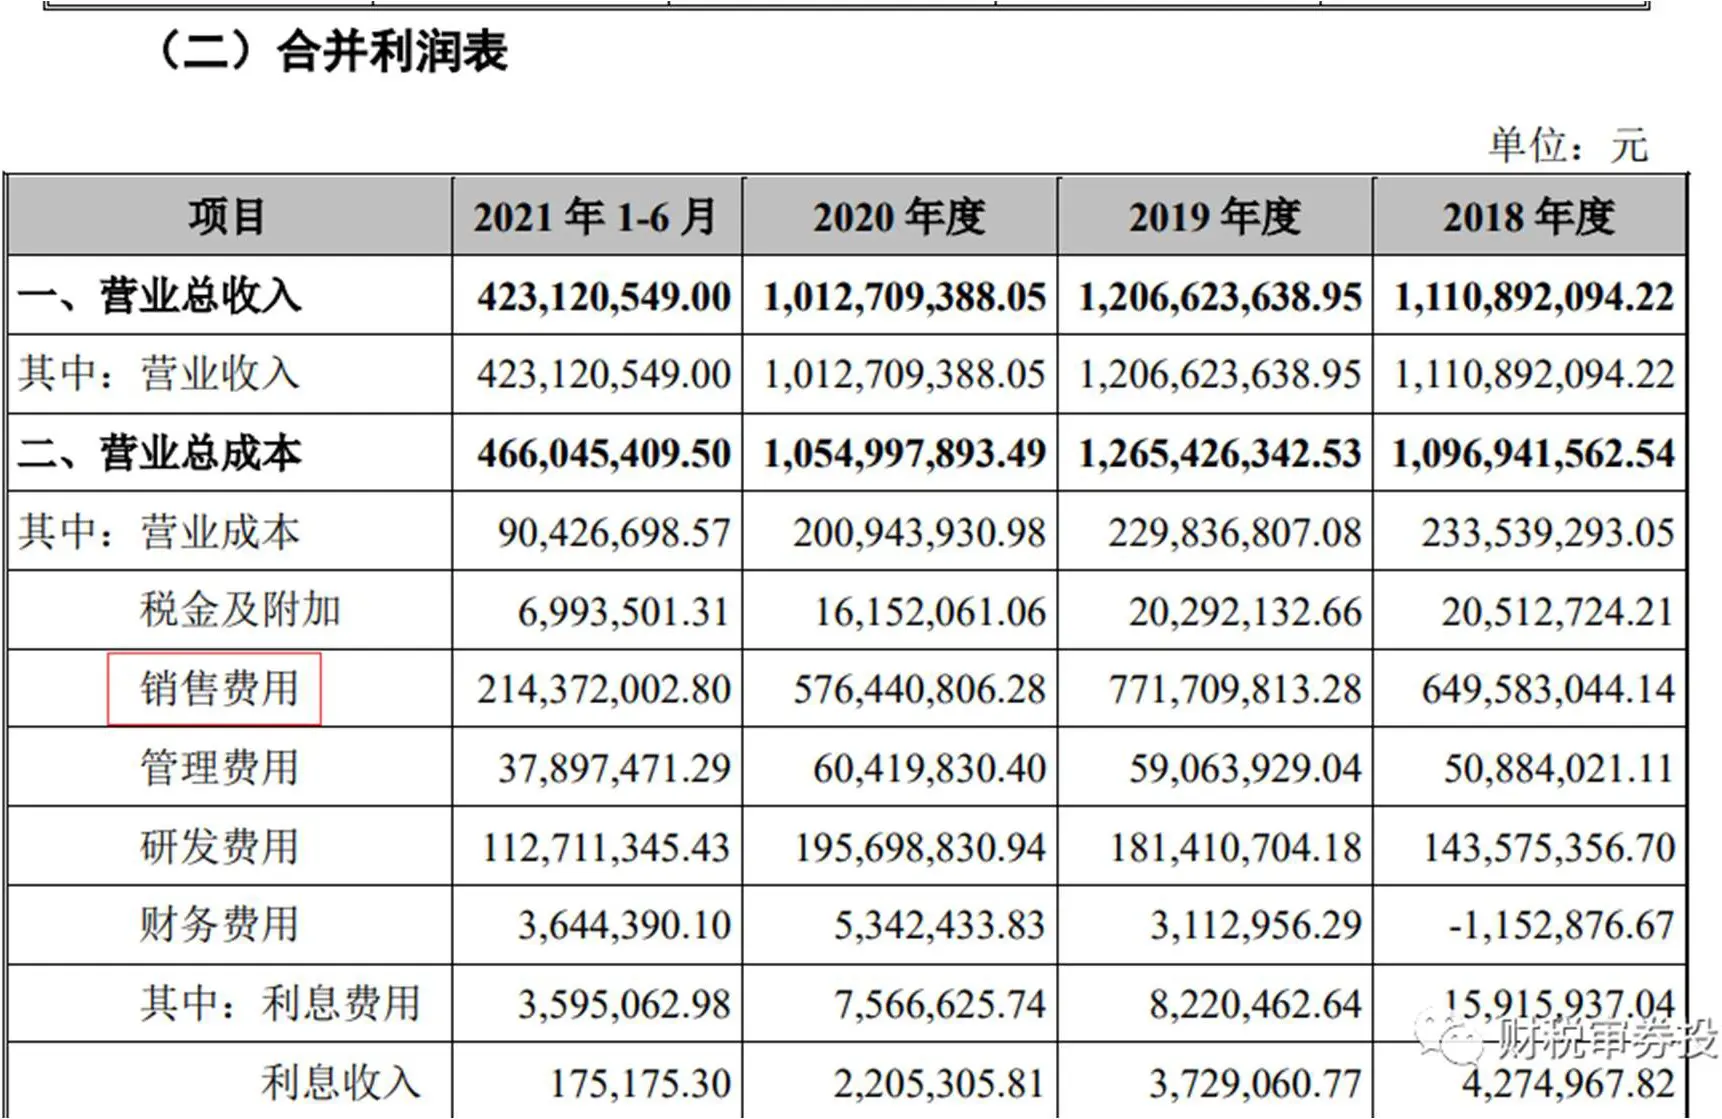 （二）合并利润表
单位：元
项目 2021 年 1-6 月 2020 年度 2019 年度 2018 年度
一、营业总收入 423,120,549.00 1,012,709,388.05 1,206,623,638.95 1,110,892,094.22
其中：营业收入 423,120,549.00 1,012,709,388.05 1,206,623,638.95 1,110,892,094.22
二、营业总成本 466,045,409.50 1,054,997,893.49 1,265,426,342.53 1,096,941,562.54
其中：营业成本 90,426,698.57 200,943,930.98 229,836,807.08 233,539,293.05
税金及附加 6,993,501.31 16,152,061.06 20,292,132.66 20,512,724.21
销售费用 214,372,002.80 576,440,806.28 771,709,813.28 649,583,044.14
管理费用 37,897,471.29 60,419,830.40 59,063,929.04 50,884,021.11
研发费用 112,711,345.43 195,698,830.94 181,410,704.18 143,575,356.70
财务费用 3,644,390.10 5,342,433.83 3,112,956.29 -1,152,876.67
其中：利息费用 3,595,062.98 7,566,625.74 8,220,462.64 15,915,937.04
财税审券投
利息收入 175,175.30 2,205,305.81 3,729,060.77 4,274,967.82